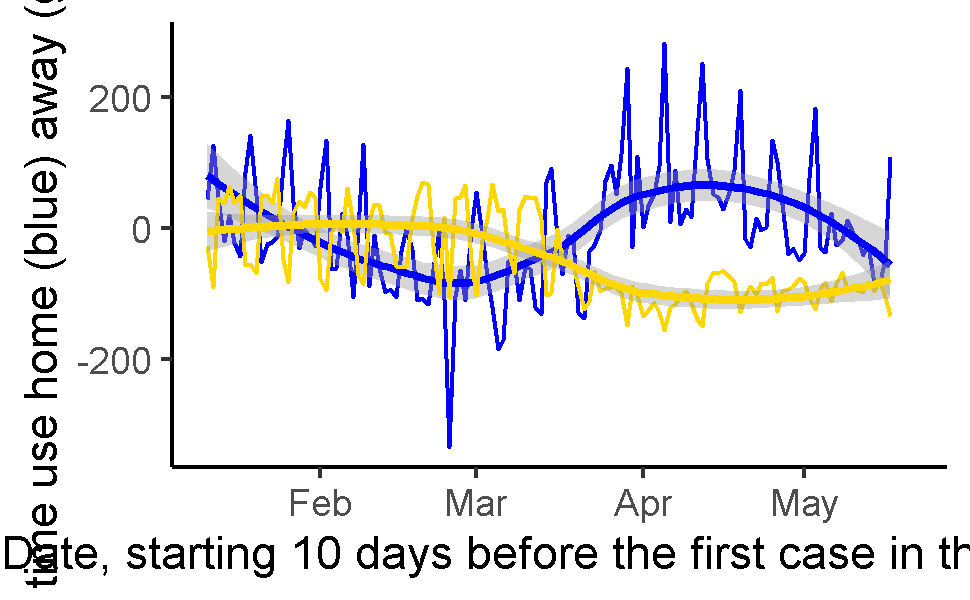 time use home (blue) away (
200
0
-200
Feb Mar Apr May
Date, starting 10 days before the first case in th